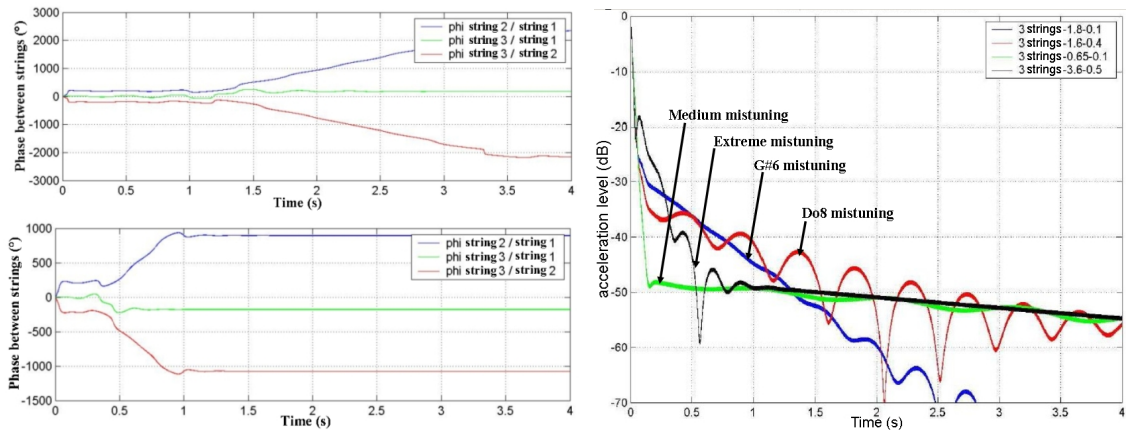 Phase between strings (°)
3000
2000
1000
0
-1000
-2000
-3000
phi string 2 / string 1
phi string 3 / string 1
phi string 3 / string 2
0 0.5 1 1.5 2 2.5 3 3.5 4
Time (s)
Phase between strings (°)
1000
500
0
-500
-1000
-1500
phi string 2 / string 1
phi string 3 / string 1
phi string 3 / string 2
0 0.5 1 1.5 2 2.5 3 3.5 4
Time (s)
acceleration level (dB)
0
-10
-20
-30
-40
-50
-60
-70
3 strings-1.8-0.1
3 strings-1.6-0.4
3 strings-0.65-0.1
3 strings-3.6-0.5
Medium mistuning
Extreme mistuning
G#6 mistuning
Do8 mistuning
0 0.5 1 1.5 2 2.5 3 3.5 4
Time (s)